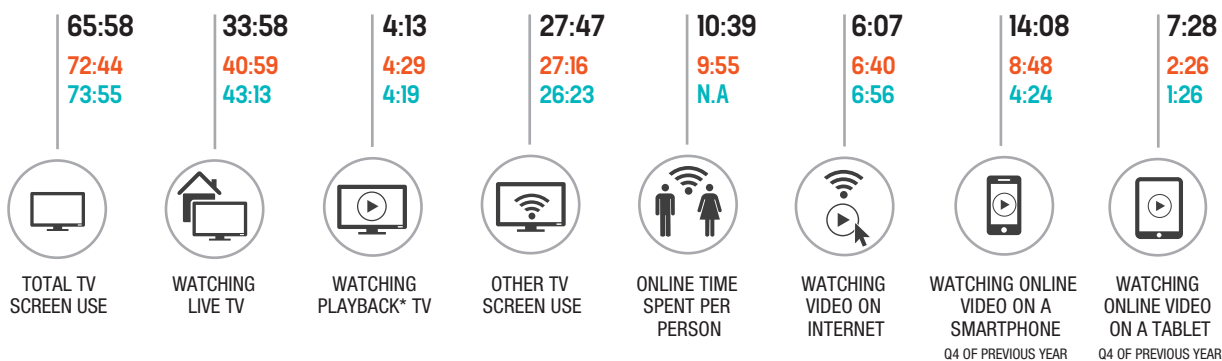 65:58
72:44
73:55
TOTAL TV
SCREEN USE
33:58
40:59
43:13
WATCHING
LIVE TV
4:13
4:29
4:19
WATCHING
PLAYBACK* TV
27:47
27:16
26:23
OTHER TV
SCREEN USE
10:39
9:55
N.A
ONLINE TIME
SPENT PER
PERSON
6:07
6:40
6:56
WATCHING
VIDEO ON
INTERNET
14:08
8:48
4:24
WATCHING ONLINE
VIDEO ON A
SMARTPHONE
Q4 OF PREVIOUS YEAR
7:28
2:26
1:26
WATCHING
ONLINE VIDEO
ON A TABLET
Q4 OF PREVIOUS YEAR